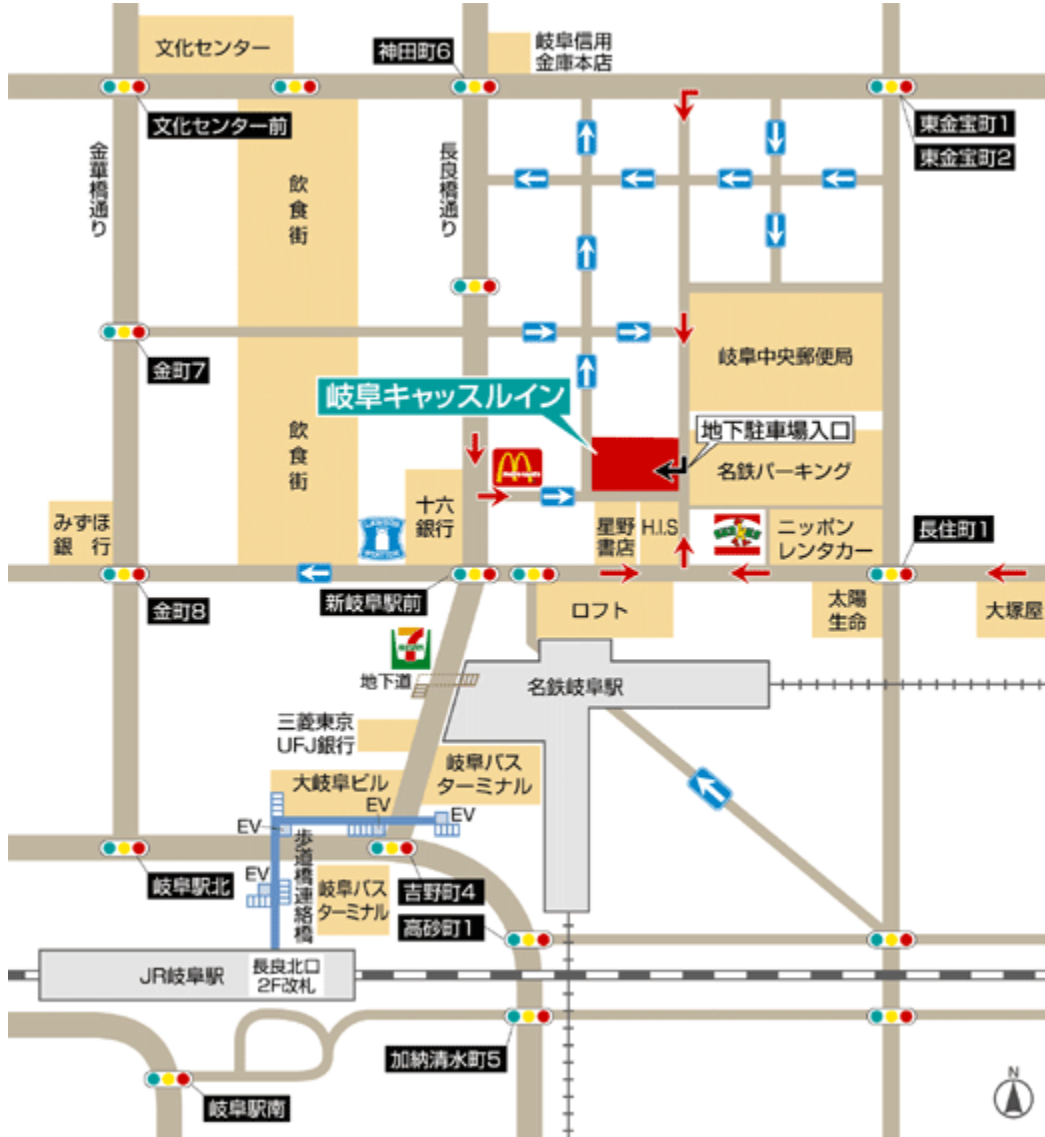 文化センター
神田町6
岐阜信用
金庫本店
文化センター前
東金宝町1
東金宝町2
金華橋通り
長良橋通り
飲食街
金町7
岐阜中央郵便局
岐阜キャッスルイン
地下駐車場入口
飲食街
名鉄パーキング
みずほ
銀行
十六
銀行
星野
書店
H.I.S
ニッポン
レンタカー
長住町1
金町8
新岐阜駅前
ロフト
太陽
生命
大塚屋
地下道
名鉄岐阜駅
三菱東京
UFJ銀行
岐阜バス
ターミナル
大岐阜ビル
EV
EV
EV
歩道橋連絡橋
EV
岐阜駅北
岐阜バス
ターミナル
吉野町4
高砂町1
JR岐阜駅
長良北口
2F改札
加納清水町5
岐阜駅南
N